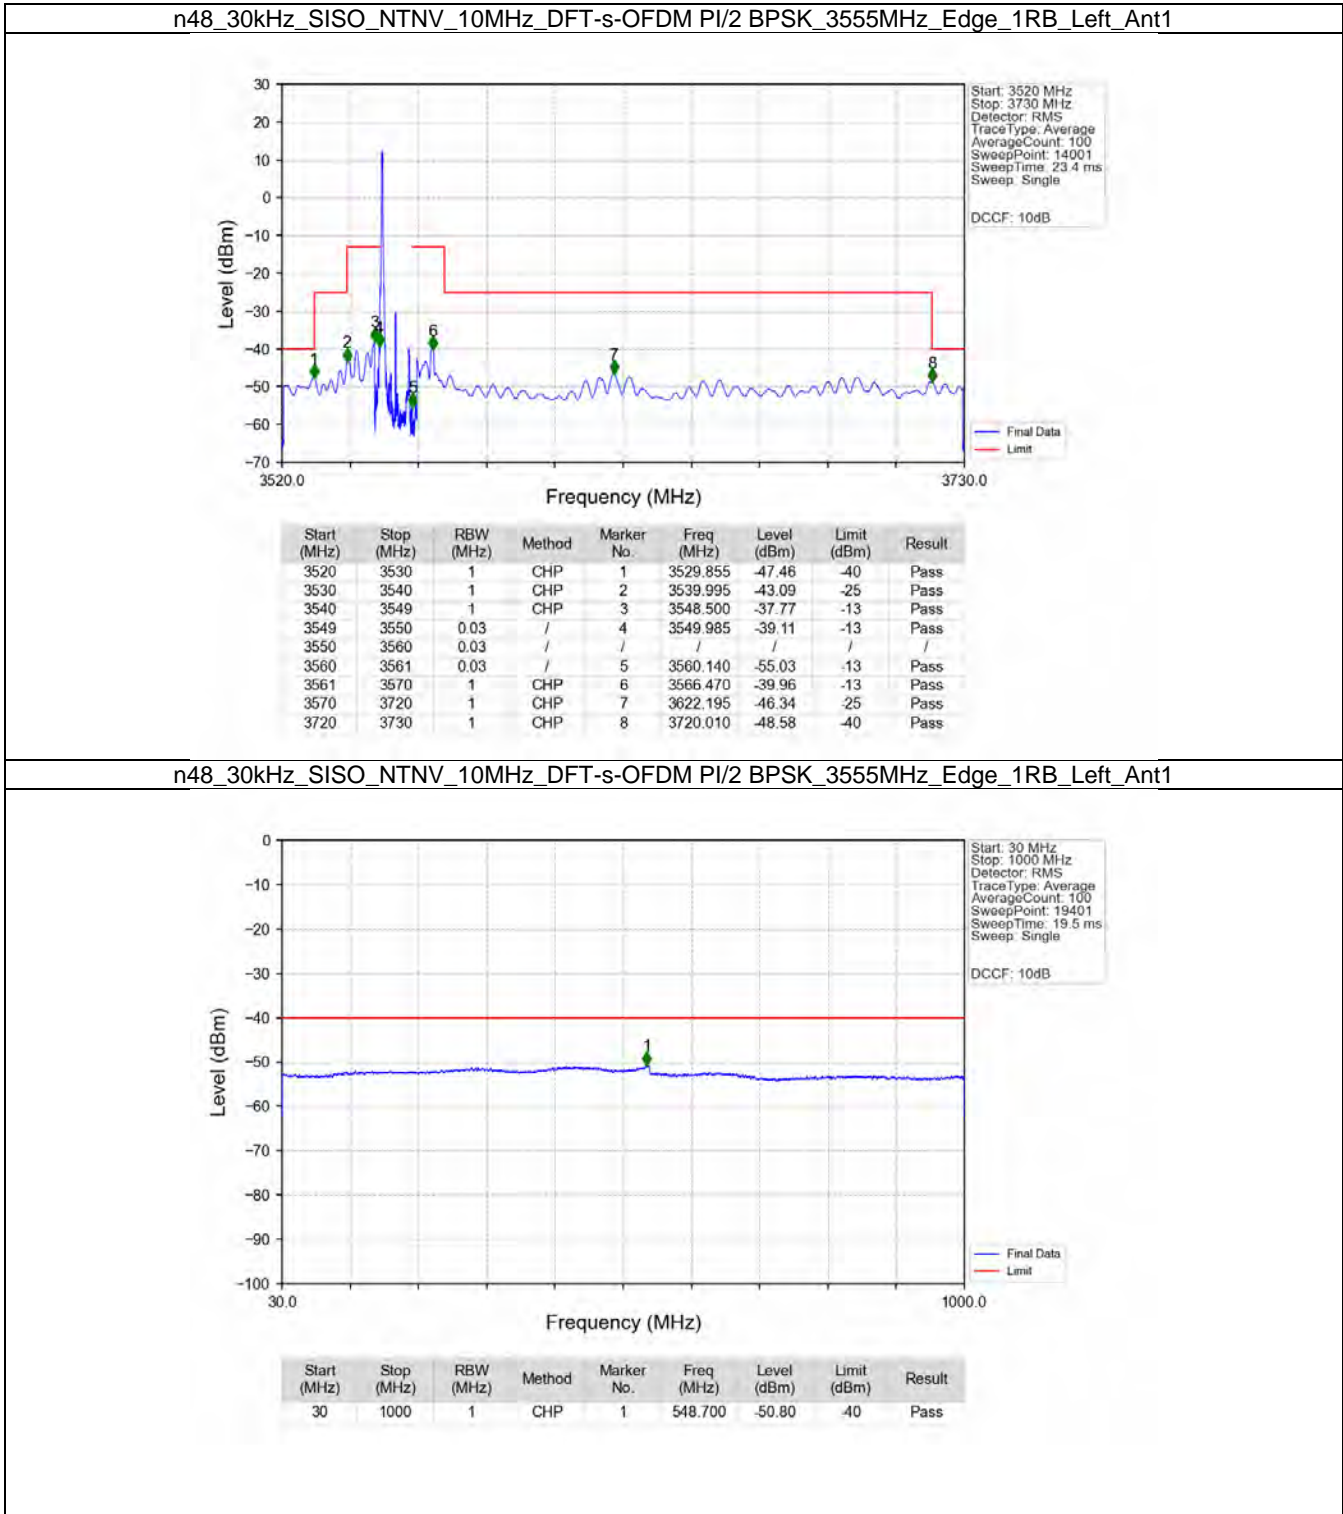 n48_30kHz_SISO_NTNV_10MHz_DFT-s-OFDM PI/2 BPSK_3555MHz_Edge_1RB_Left_Ant1
Start: 3520 MHz
Stop: 3730 MHz
Detector: RMS
TraceType: Average
AverageCount: 100
SweepPoint: 14001
SweepTime: 23.4 ms
Sweep: Single
DCCF: 10dB
30
20
10
0
−10
−20
−30
−40
−50
−60
−70
Level (dBm)
1
2
3
4
5
6
7
8
Final Data
Limit
3520.0
3730.0
Frequency (MHz)
Start (MHz) Stop (MHz) RBW (MHz) Method Marker No. Freq (MHz) Level (dBm) Limit (dBm) Result
3520 3530 1 CHP 1 3529.855 -47.46 -40 Pass
3530 3540 1 CHP 2 3539.995 -43.09 -25 Pass
3540 3549 1 CHP 3 3548.500 -37.77 -13 Pass
3549 3550 0.03 / 4 3549.985 -39.11 -13 Pass
3550 3560 0.03 / / / / / /
3560 3561 0.03 / 5 3560.140 -55.03 -13 Pass
3561 3570 1 CHP 6 3566.470 -39.96 -13 Pass
3570 3720 1 CHP 7 3622.195 -46.34 -25 Pass
3720 3730 1 CHP 8 3720.010 -48.58 -40 Pass
n48_30kHz_SISO_NTNV_10MHz_DFT-s-OFDM PI/2 BPSK_3555MHz_Edge_1RB_Left_Ant1
Start: 30 MHz
Stop: 1000 MHz
Detector: RMS
TraceType: Average
AverageCount: 100
SweepPoint: 19401
SweepTime: 19.5 ms
Sweep: Single
DCCF: 10dB
0
−10
−20
−30
−40
−50
−60
−70
−80
−90
−100
Level (dBm)
1
Final Data
Limit
30.0
1000.0
Frequency (MHz)
Start (MHz) Stop (MHz) RBW (MHz) Method Marker No. Freq (MHz) Level (dBm) Limit (dBm) Result
30 1000 1 CHP 1 548.700 -50.80 -40 Pass